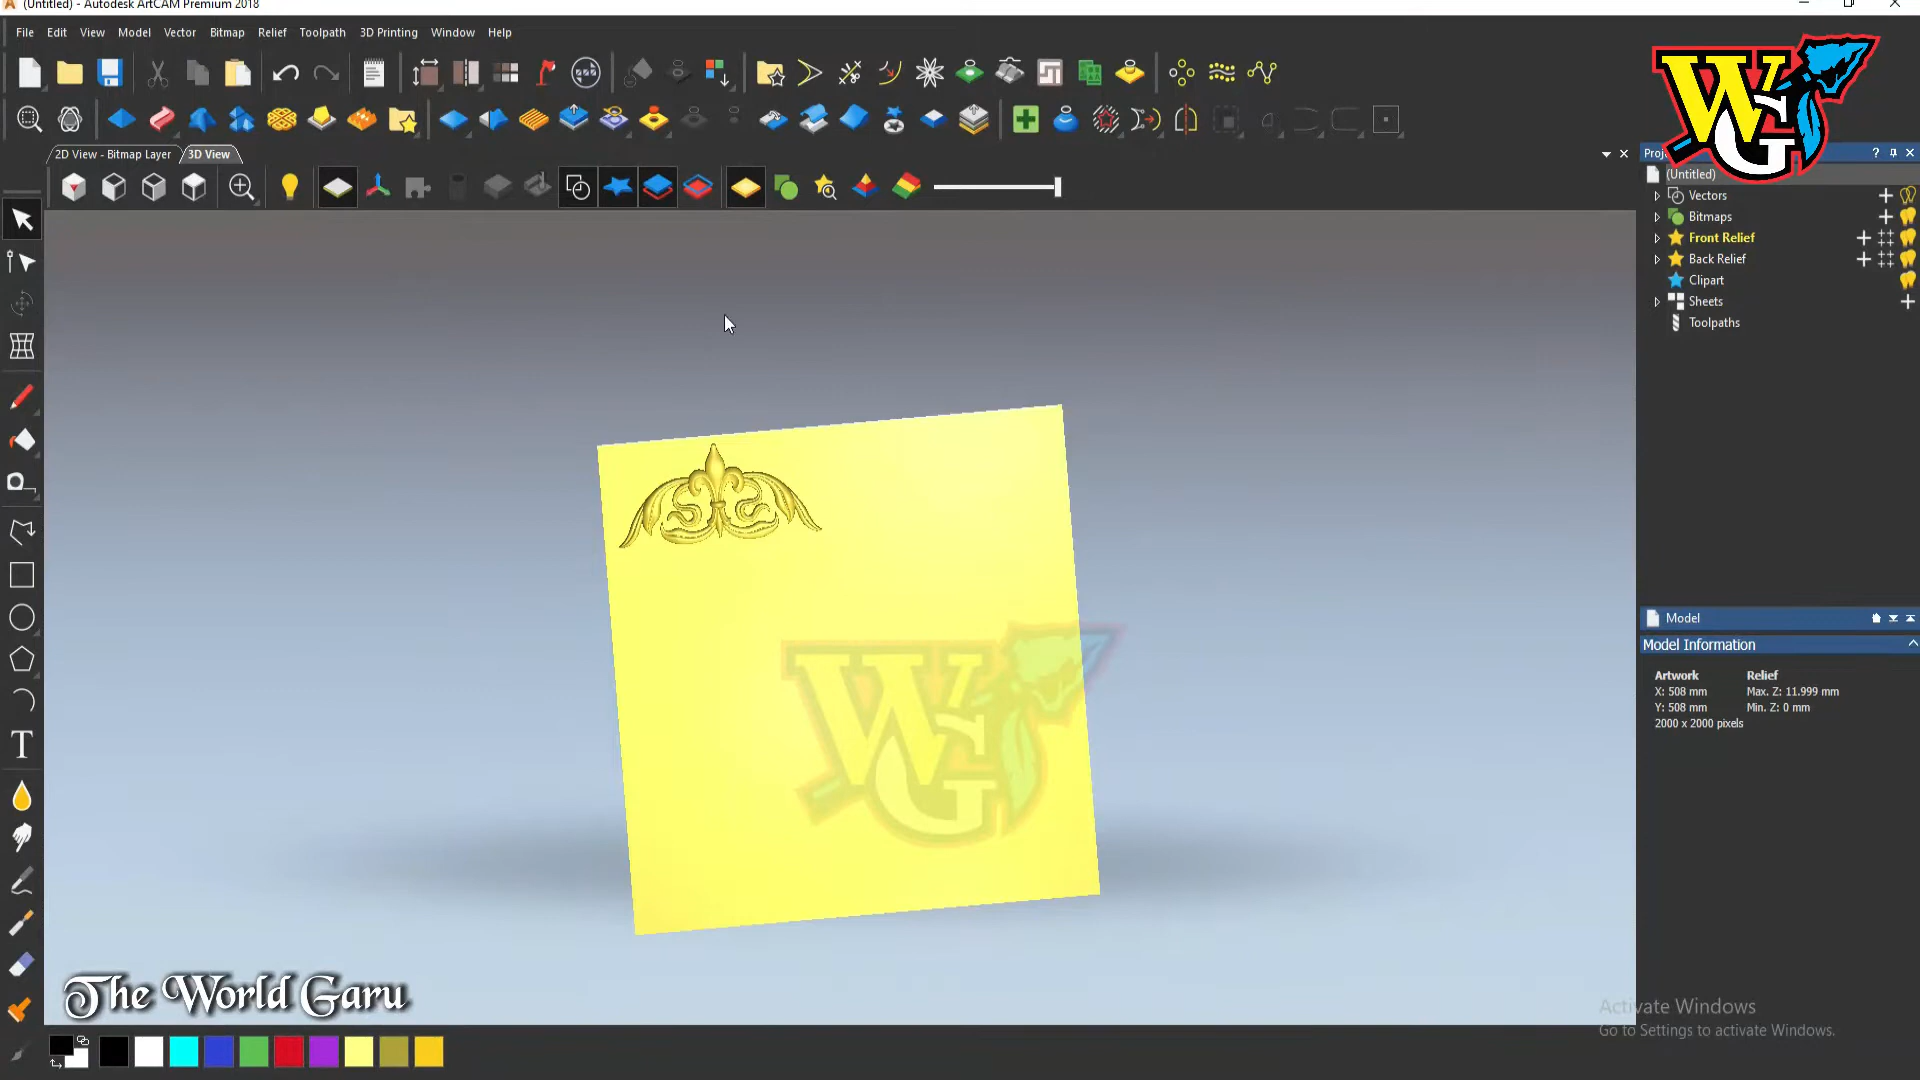 (Untitled) - Autodesk ArtCAM Premium 2018
File Edit View Model Vector Bitmap Relief Toolpath 3D Printing Window Help
WG
2D View - Bitmap Layer 3D View
Proj
(Untitled)
Vectors
Bitmaps
Front Relief
Back Relief
Clipart
Sheets
Toolpaths
WG
Model
Model Information
Artwork Relief
X: 508 mm Max. Z: 11.999 mm
Y: 508 mm Min. Z: 0 mm
2000 x 2000 pixels
The World Garu
Activate Windows
Go to Settings to activate Windows.